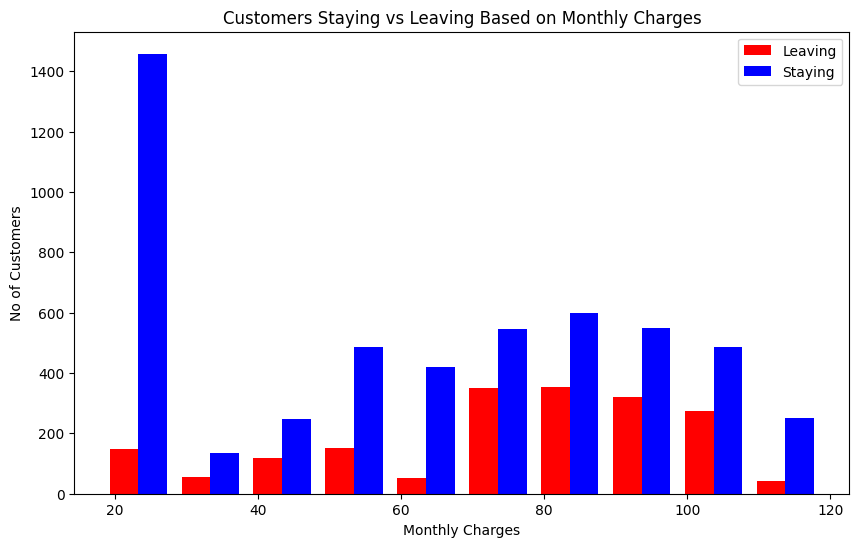 Customers Staying vs Leaving Based on Monthly Charges
Leaving
Staying
1400
1200
1000
800
600
400
200
0
No of Customers
20 40 60 80 100 120
Monthly Charges